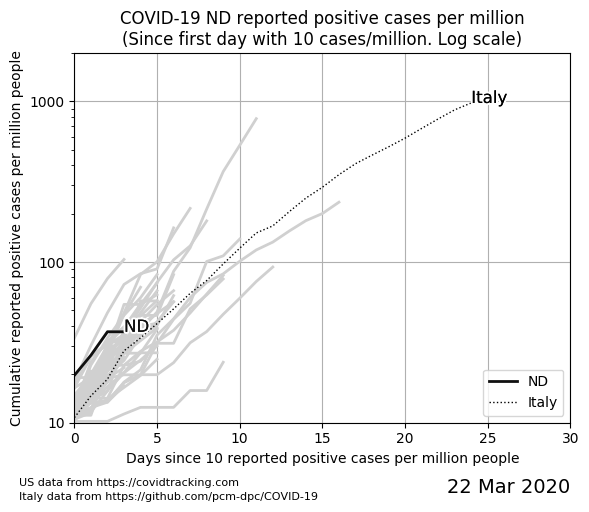 COVID-19 ND reported positive cases per million
(Since first day with 10 cases/million. Log scale)
Cumulative reported positive cases per million people
1000
100
10
Italy
ND
ND
Italy
0 5 10 15 20 25 30
Days since 10 reported positive cases per million people
US data from https://covidtracking.com
Italy data from https://github.com/pcm-dpc/COVID-19
22 Mar 2020